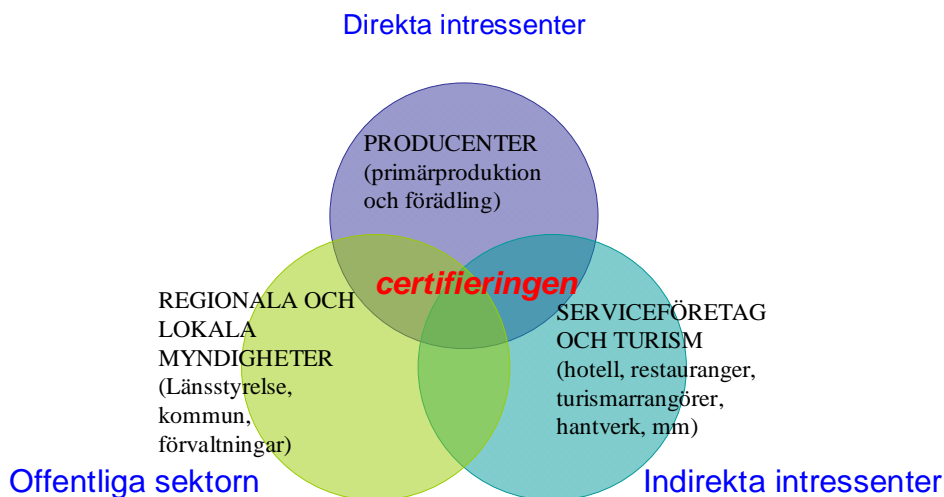 Direkta intressenter
PRODUCENTER
(primärproduktion
och förädling)
certifieringen
REGIONALA OCH
LOKALA
MYNDIGHETER
(Länsstyrelse,
kommun,
förvaltningar)
SERVICEFÖRETAG
OCH TURISM
(hotell, restauranger,
turismarrangörer,
hantverk, mm)
Offentliga sektorn
Indirekta intressenter